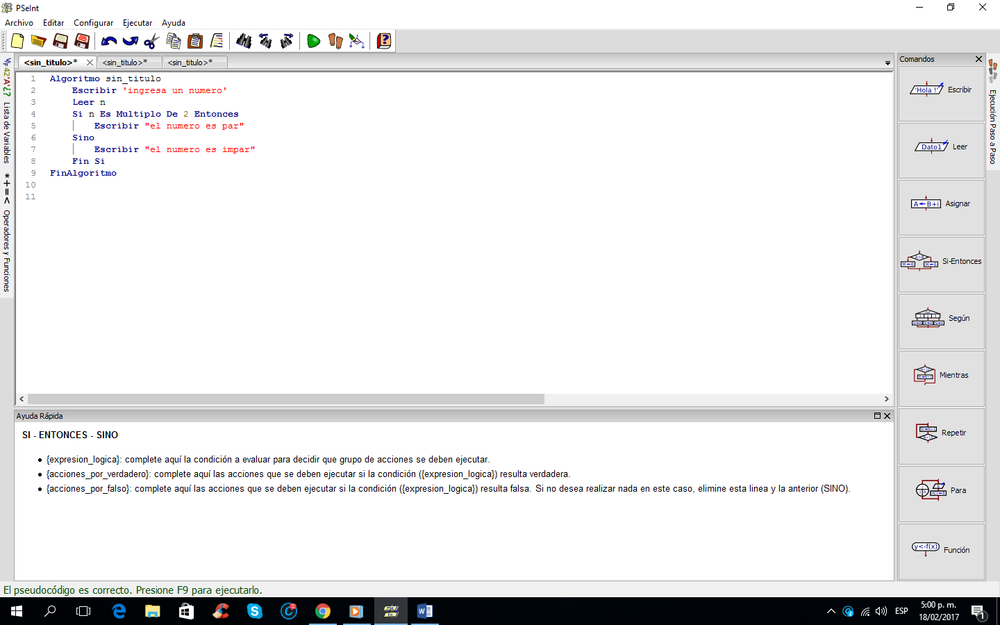 PSeInt
Archivo Editar Configurar Ejecutar Ayuda
<sin_titulo>* <sin_titulo>* <sin_titulo>*
1 Algoritmo sin_titulo
2 Escribir 'ingresa un numero'
3 Leer n
4 Si n Es Multiplo De 2 Entonces
5 Escribir "el numero es par"
6 Sino
7 Escribir "el numero es impar"
8 Fin Si
9 FinAlgoritmo
10
11
Lista de Variables
*+=<
Operadores y Funciones
Comandos
'Hola !' Escribir
Dato1 Leer
A←B+i Asignar
Si-Entonces
Según
Mientras
Repetir
Para
y<-f(x) Función
Ejecución Paso a Paso
Ayuda Rápida
SI - ENTONCES - SINO
{expresion_logica}: complete aquí la condición a evaluar para decidir que grupo de acciones se deben ejecutar.
{acciones_por_verdadero}: complete aquí las acciones que se deben ejecutar si la condición ({expresion_logica}) resulta verdadera.
{acciones_por_falso}: complete aquí las acciones que se deben ejecutar si la condición ({expresion_logica}) resulta falsa. Si no desea realizar nada en este caso, elimine esta linea y la anterior (SINO).
El pseudocódigo es correcto. Presione F9 para ejecutarlo.
ESP
5:00 p. m.
18/02/2017
1